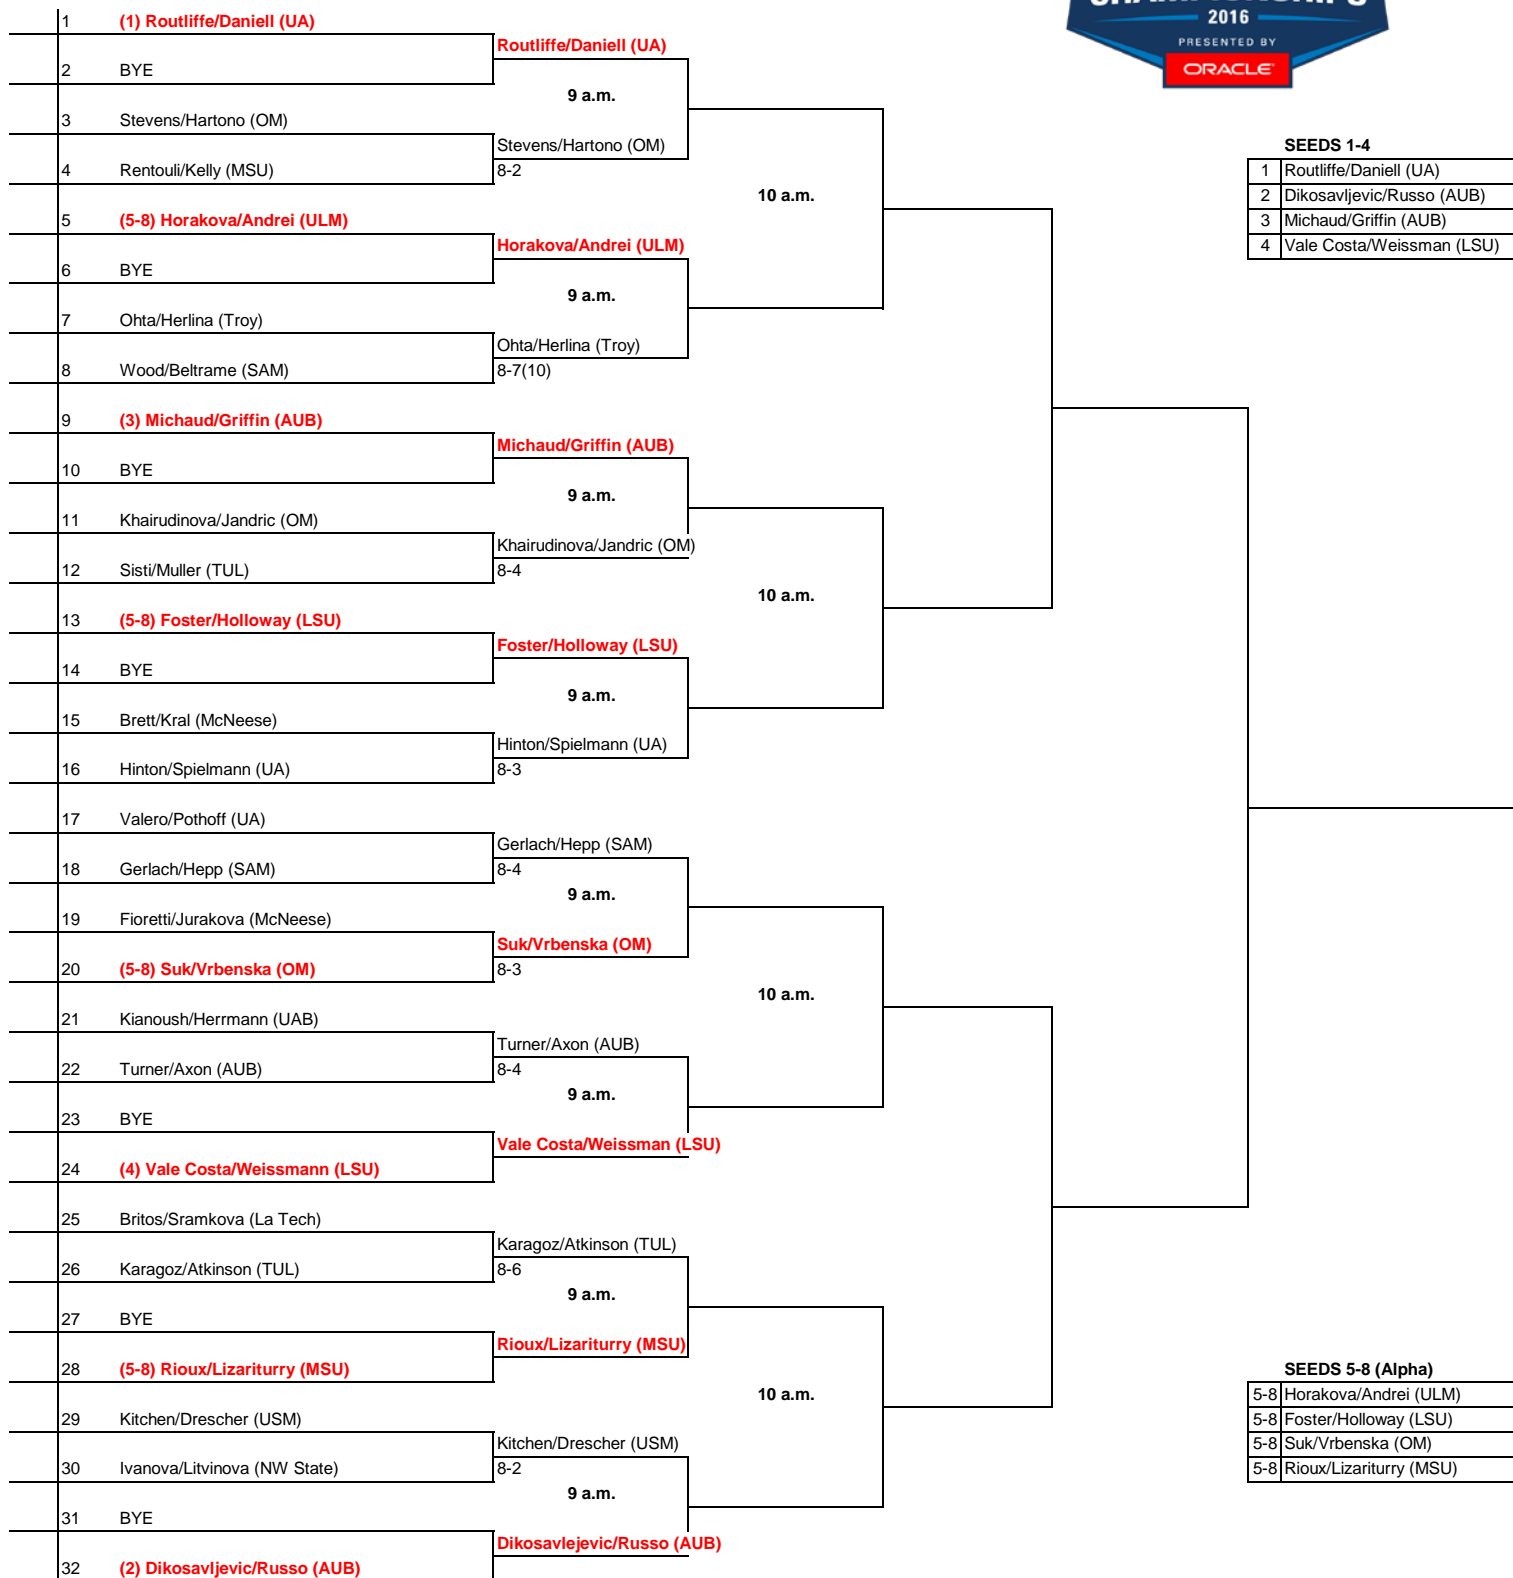 1 (1) Routliffe/Daniell (UA)
2016
PRESENTED BY
ORACLE
Routliffe/Daniell (UA)
2 BYE
9 a.m.
3 Stevens/Hartono (OM)
Stevens/Hartono (OM)
4 Rentouli/Kelly (MSU)
8-2
10 a.m.
SEEDS 1-4
1 Routliffe/Daniell (UA)
2 Dikosavljevic/Russo (AUB)
3 Michaud/Griffin (AUB)
4 Vale Costa/Weissman (LSU)
5 (5-8) Horakova/Andrei (ULM)
Horakova/Andrei (ULM)
6 BYE
9 a.m.
7 Ohta/Herlina (Troy)
Ohta/Herlina (Troy)
8 Wood/Beltrame (SAM)
8-7(10)
9 (3) Michaud/Griffin (AUB)
Michaud/Griffin (AUB)
10 BYE
9 a.m.
11 Khairudinova/Jandric (OM)
Khairudinova/Jandric (OM)
12 Sisti/Muller (TUL)
8-4
10 a.m.
13 (5-8) Foster/Holloway (LSU)
Foster/Holloway (LSU)
14 BYE
9 a.m.
15 Brett/Kral (McNeese)
Hinton/Spielmann (UA)
16 Hinton/Spielmann (UA)
8-3
17 Valero/Pothoff (UA)
Gerlach/Hepp (SAM)
18 Gerlach/Hepp (SAM)
8-4
9 a.m.
19 Fioretti/Jurakova (McNeese)
Suk/Vrbenska (OM)
20 (5-8) Suk/Vrbenska (OM)
8-3
10 a.m.
21 Kianoush/Herrmann (UAB)
Turner/Axon (AUB)
22 Turner/Axon (AUB)
8-4
9 a.m.
23 BYE
Vale Costa/Weissman (LSU)
24 (4) Vale Costa/Weissmann (LSU)
25 Britos/Sramkova (La Tech)
Karagoz/Atkinson (TUL)
26 Karagoz/Atkinson (TUL)
8-6
9 a.m.
27 BYE
Rioux/Lizariturry (MSU)
28 (5-8) Rioux/Lizariturry (MSU)
10 a.m.
SEEDS 5-8 (Alpha)
5-8 Horakova/Andrei (ULM)
5-8 Foster/Holloway (LSU)
5-8 Suk/Vrbenska (OM)
5-8 Rioux/Lizariturry (MSU)
29 Kitchen/Drescher (USM)
Kitchen/Drescher (USM)
30 Ivanova/Litvinova (NW State)
8-2
9 a.m.
31 BYE
Dikosavlejevic/Russo (AUB)
32 (2) Dikosavljevic/Russo (AUB)